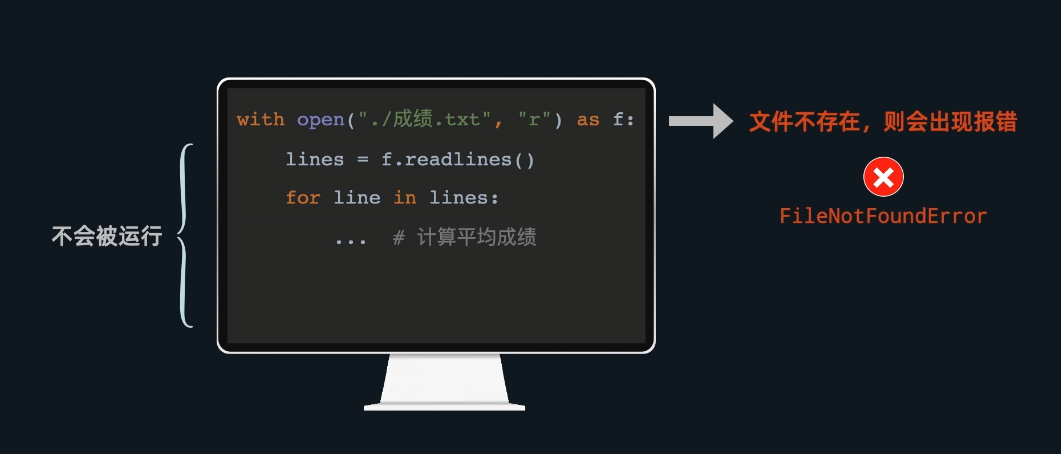 with open("./成绩.txt", "r") as f:
lines = f.readlines()
for line in lines:
... # 计算平均成绩
不会被运行
文件不存在，则会出现报错
FileNotFoundError